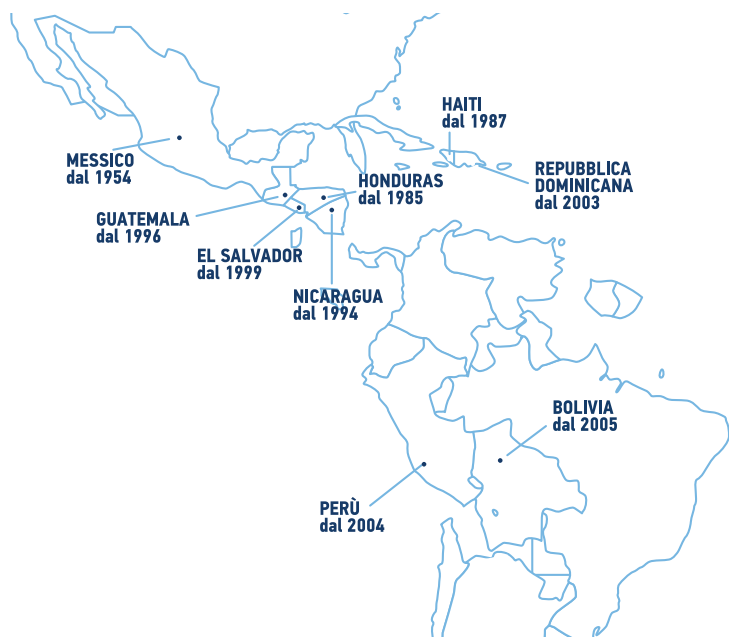 HAITI
dal 1987
MESSICO
dal 1954
REPUBBLICA
DOMINICANA
dal 2003
HONDURAS
dal 1985
GUATEMALA
dal 1996
EL SALVADOR
dal 1999
NICARAGUA
dal 1994
BOLIVIA
dal 2005
PERÙ
dal 2004